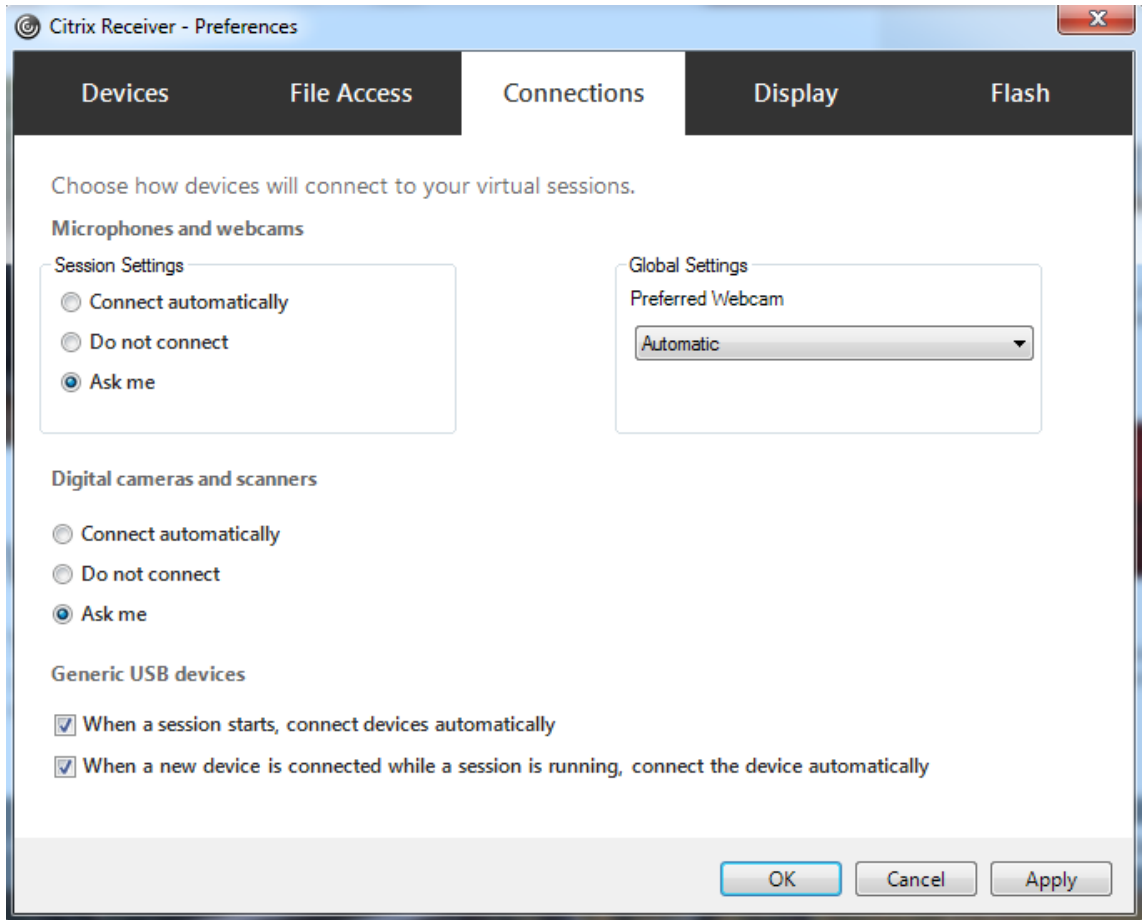 Citrix Receiver - Preferences
Devices File Access Connections Display Flash
Choose how devices will connect to your virtual sessions.
Microphones and webcams
Session Settings
Connect automatically
Do not connect
Ask me
Global Settings
Preferred Webcam
Automatic
Digital cameras and scanners
Connect automatically
Do not connect
Ask me
Generic USB devices
When a session starts, connect devices automatically
When a new device is connected while a session is running, connect the device automatically
OK Cancel Apply